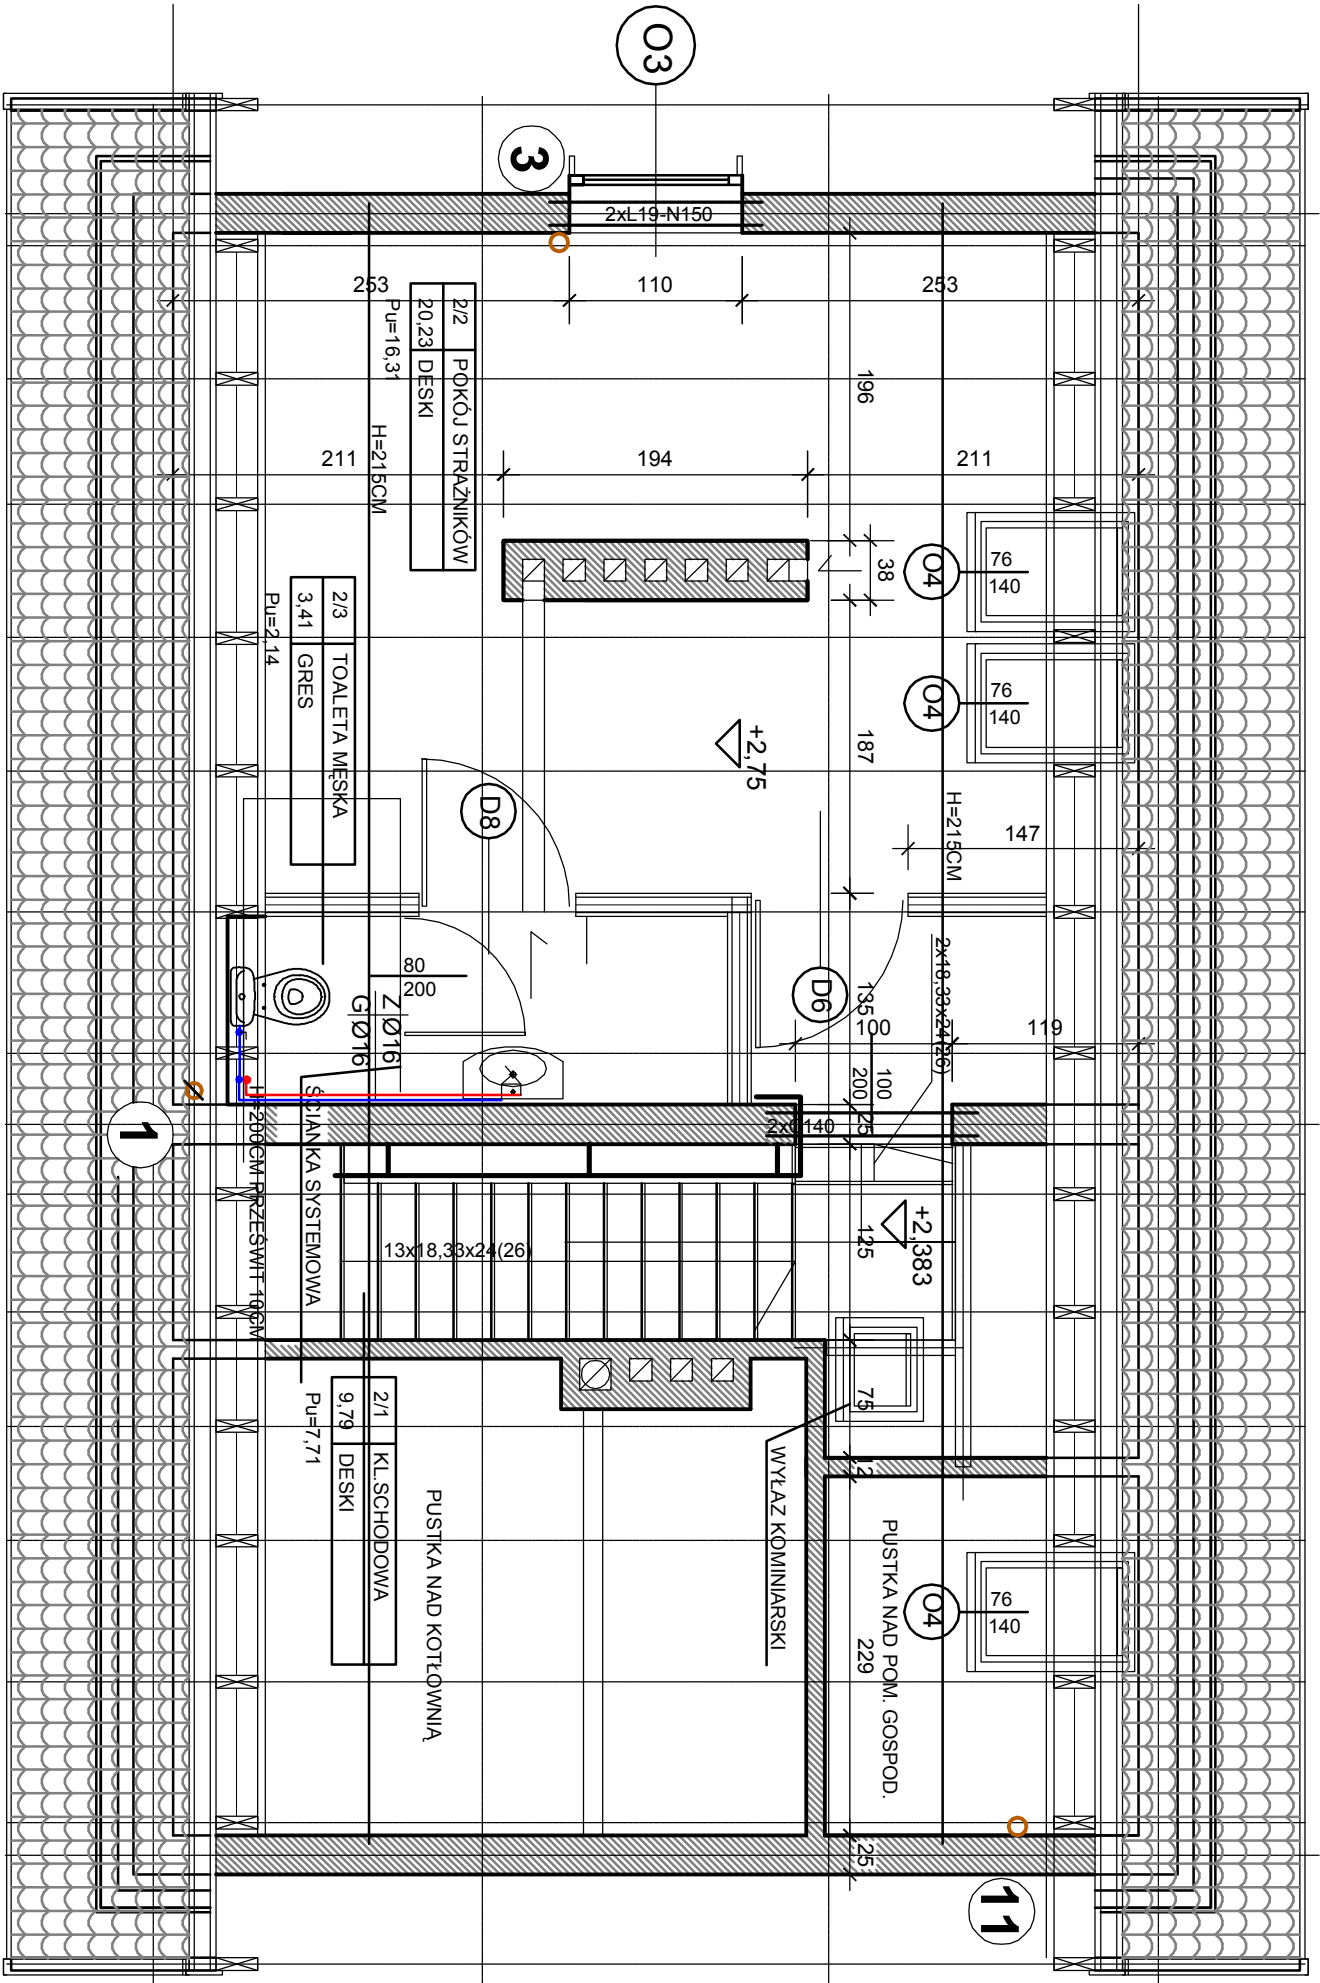 O3
3
2xL19-N150
253
110
253
2/2 POKÓJ STRAŻNIKÓW
20,23 DESKI
Pu=16,31
H=215CM
196
211
194
211
38
O4
76
140
O4
76
140
2/3 TOALETA MĘSKA
3,41 GRES
Pu=2,14
+2,75
187
H=215CM
147
D8
D6
80
200
Z Ø16
G Ø16
135
100
2x18,33x24(26)
119
100
200
25
1
ŚCIANKA SYSTEMOWA
H=200CM PRZEŚWIT 10CM
13x18,33x24(26)
+2,383
125
75
12
2/1 KL.SCHODOWA
9,79 DESKI
Pu=7,71
PUSTKA NAD KOTŁOWNIĄ
WYŁAZ KOMINIARSKI
PUSTKA NAD POM. GOSPOD.
229
O4
76
140
25
11